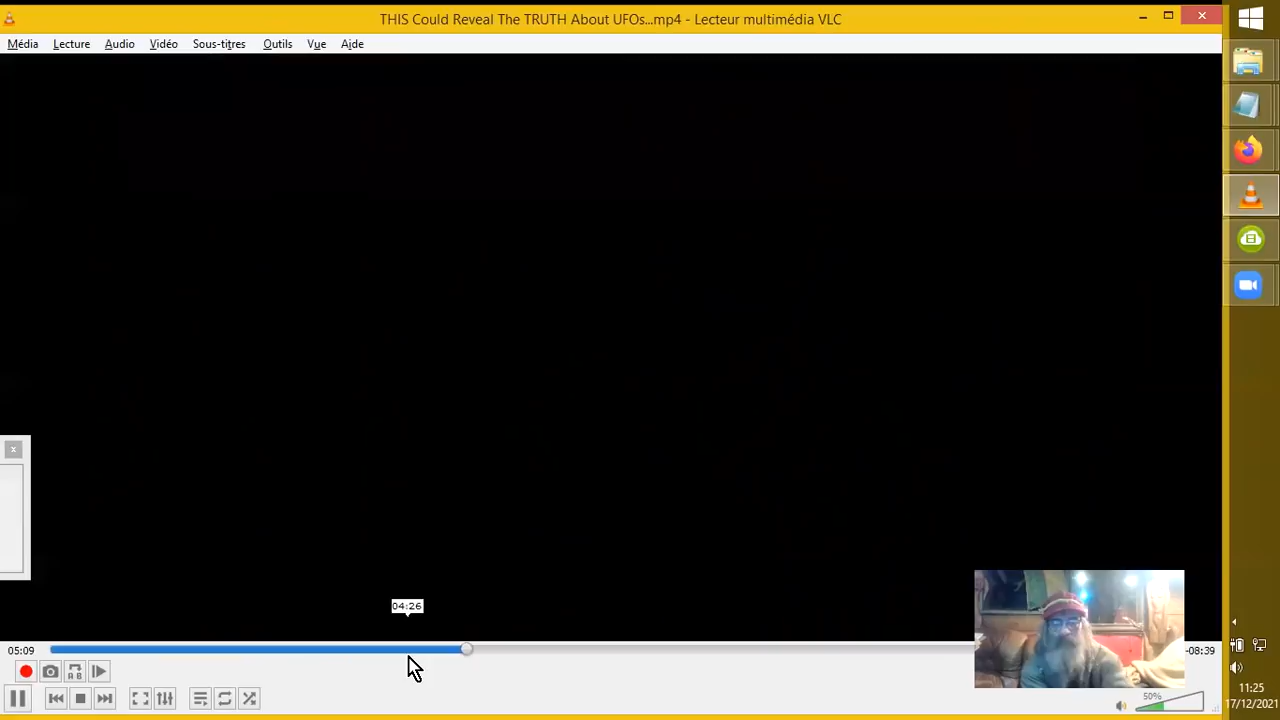 THIS Could Reveal The TRUTH About UFOs...mp4 - Lecteur multimédia VLC
Média Lecture Audio Vidéo Sous-titres Outils Vue Aide
04:26
05:09
-08:39
A B
50%
11:25
17/12/2021